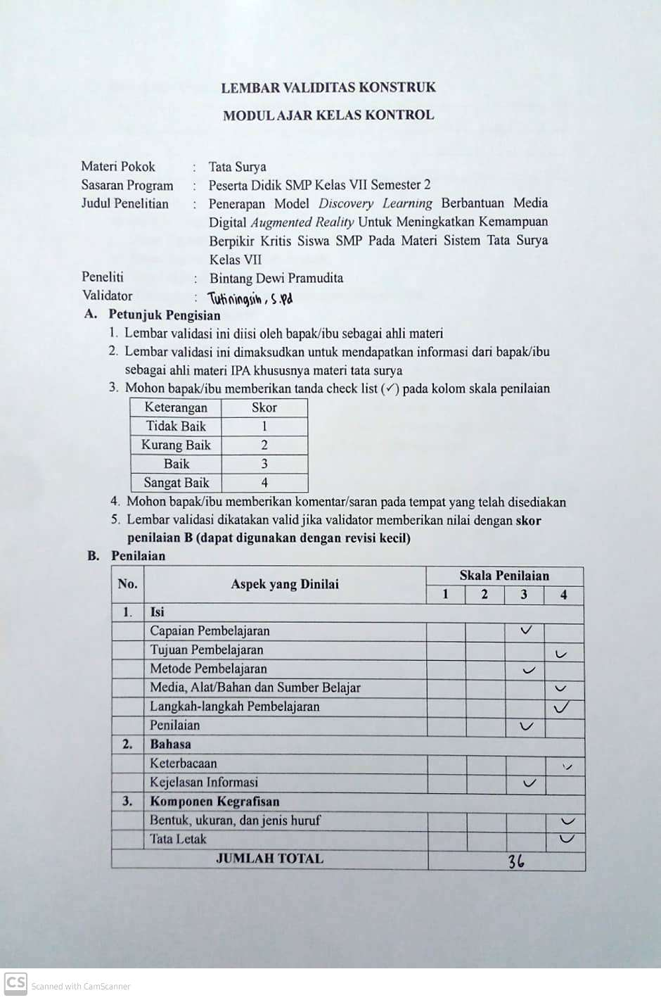 LEMBAR VALIDITAS KONSTRUK
MODUL AJAR KELAS KONTROL
Materi Pokok : Tata Surya
Sasaran Program : Peserta Didik SMP Kelas VII Semester 2
Judul Penelitian : Penerapan Model Discovery Learning Berbantuan Media
Digital Augmented Reality Untuk Meningkatkan Kemampuan
Berpikir Kritis Siswa SMP Pada Materi Sistem Tata Surya
Kelas VII
Peneliti : Bintang Dewi Pramudita
Validator : Tutiningsih, S.Pd
A. Petunjuk Pengisian
1. Lembar validasi ini diisi oleh bapak/ibu sebagai ahli materi
2. Lembar validasi ini dimaksudkan untuk mendapatkan informasi dari bapak/ibu
sebagai ahli materi IPA khususnya materi tata surya
3. Mohon bapak/ibu memberikan tanda check list (✓) pada kolom skala penilaian
Keterangan Skor
Tidak Baik 1
Kurang Baik 2
Baik 3
Sangat Baik 4
4. Mohon bapak/ibu memberikan komentar/saran pada tempat yang telah disediakan
5. Lembar validasi dikatakan valid jika validator memberikan nilai dengan skor
penilaian B (dapat digunakan dengan revisi kecil)
B. Penilaian
No. Aspek yang Dinilai Skala Penilaian
1 2 3 4
1. Isi
Capaian Pembelajaran ✓
Tujuan Pembelajaran ✓
Metode Pembelajaran ✓
Media, Alat/Bahan dan Sumber Belajar ✓
Langkah-langkah Pembelajaran ✓
Penilaian ✓
2. Bahasa
Keterbacaan ✓
Kejelasan Informasi ✓
3. Komponen Kegrafisan
Bentuk, ukuran, dan jenis huruf ✓
Tata Letak ✓
JUMLAH TOTAL 36
CS Scanned with CamScanner